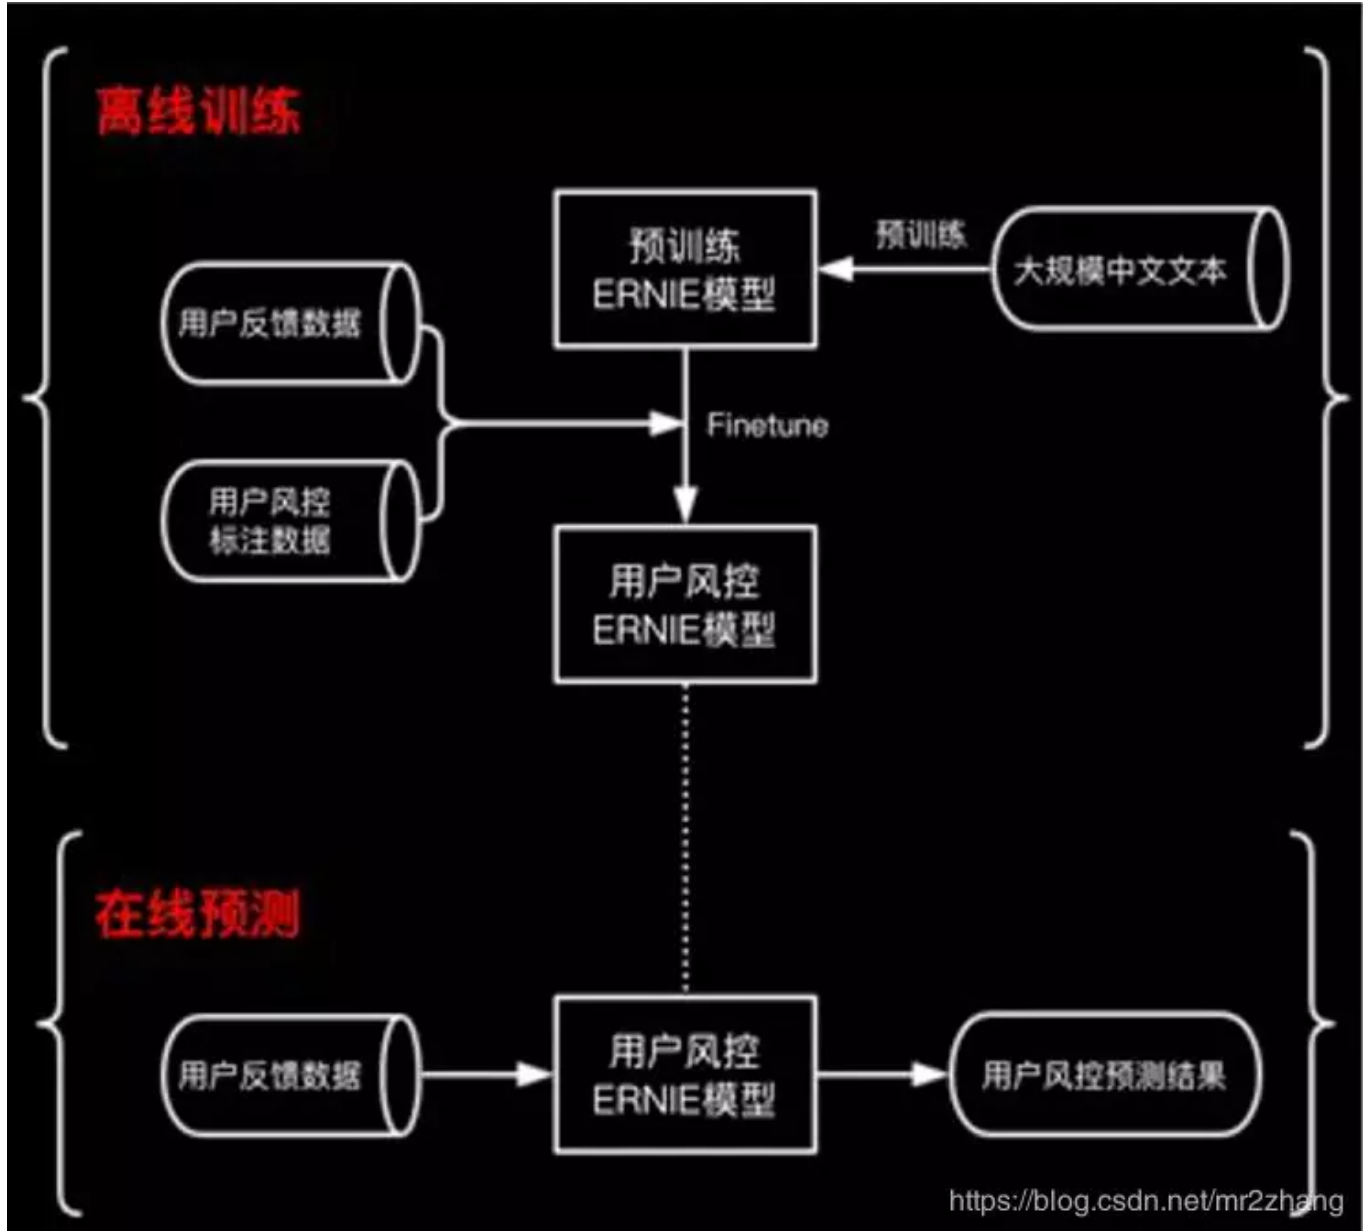 离线训练
预训练
ERNIE模型
预训练
大规模中文文本
用户反馈数据
Finetune
用户风控
标注数据
用户风控
ERNIE模型
在线预测
用户反馈数据
用户风控
ERNIE模型
用户风控预测结果
https://blog.csdn.net/mr2zhang